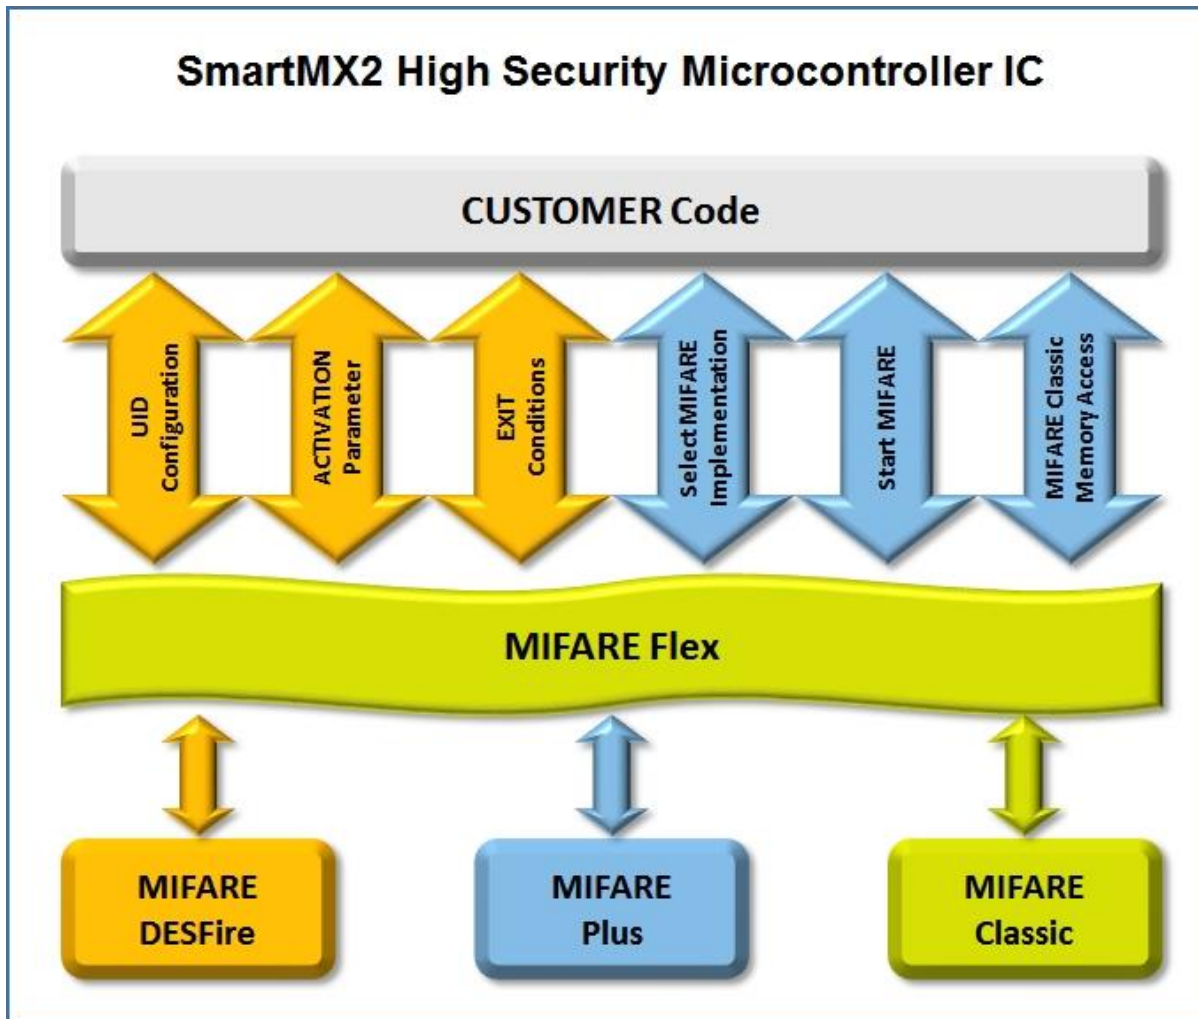 SmartMX2 High Security Microcontroller IC
CUSTOMER Code
UID
Configuration
ACTIVATION
Parameter
EXIT
Conditions
Select MIFARE
Implementation
Start MIFARE
MIFARE Classic
Memory Access
MIFARE Flex
MIFARE
DESFire
MIFARE
Plus
MIFARE
Classic